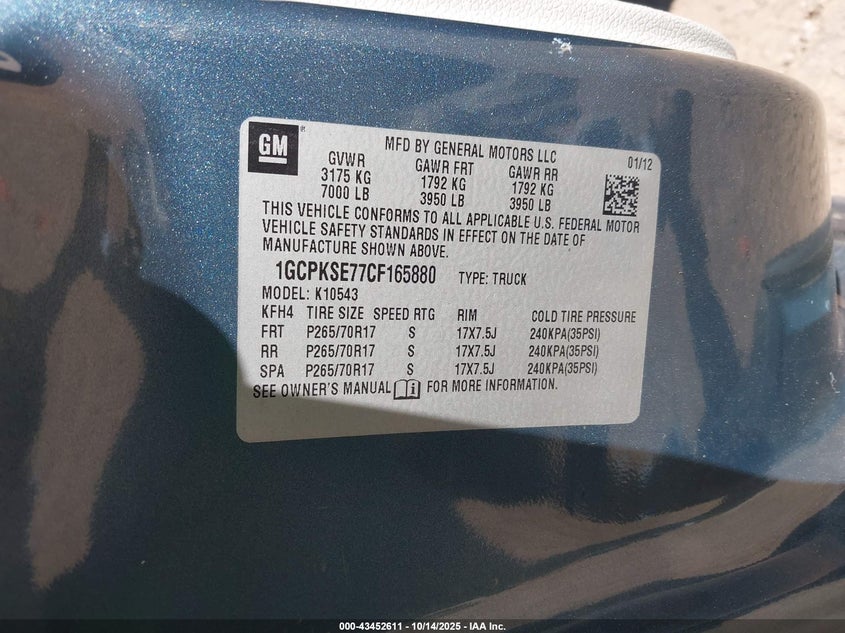 GM
MFD BY GENERAL MOTORS LLC 01/12
GVWR GAWR FRT GAWR RR
3175 KG 1792 KG 1792 KG
7000 LB 3950 LB 3950 LB
THIS VEHICLE CONFORMS TO ALL APPLICABLE U.S. FEDERAL MOTOR
VEHICLE SAFETY STANDARDS IN EFFECT ON THE DATE OF
MANUFACTURE SHOWN ABOVE.
1GCPKSE77CF165880 TYPE: TRUCK
MODEL: K10543
KFH4 TIRE SIZE SPEED RTG RIM COLD TIRE PRESSURE
FRT P265/70R17 S 17X7.5J 240KPA(35PSI)
RR P265/70R17 S 17X7.5J 240KPA(35PSI)
SPA P265/70R17 S 17X7.5J 240KPA(35PSI)
SEE OWNER'S MANUAL FOR MORE INFORMATION.
000-43452611 - 10/14/2025 - IAA Inc.